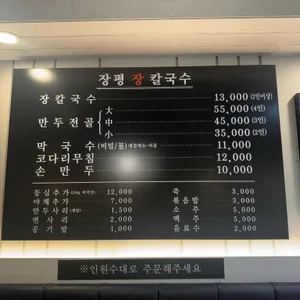 장평 장 칼국수
장칼국수 13,000 (2인이상)
大 55,000 (4인)
만두전골 中 45,000 (3인)
小 35,000 (2인)
막국수 (비빔/물) 11,000
코다리무침 12,000
손만두 10,000
등심추가 12,000 죽 3,000
야채추가 7,000 볶음밥 3,000
만두사리 1,500 소주 5,000
면사리 2,000 맥주 5,000
공기밥 1,000 음료수 2,000
※인원수대로 주문해주세요